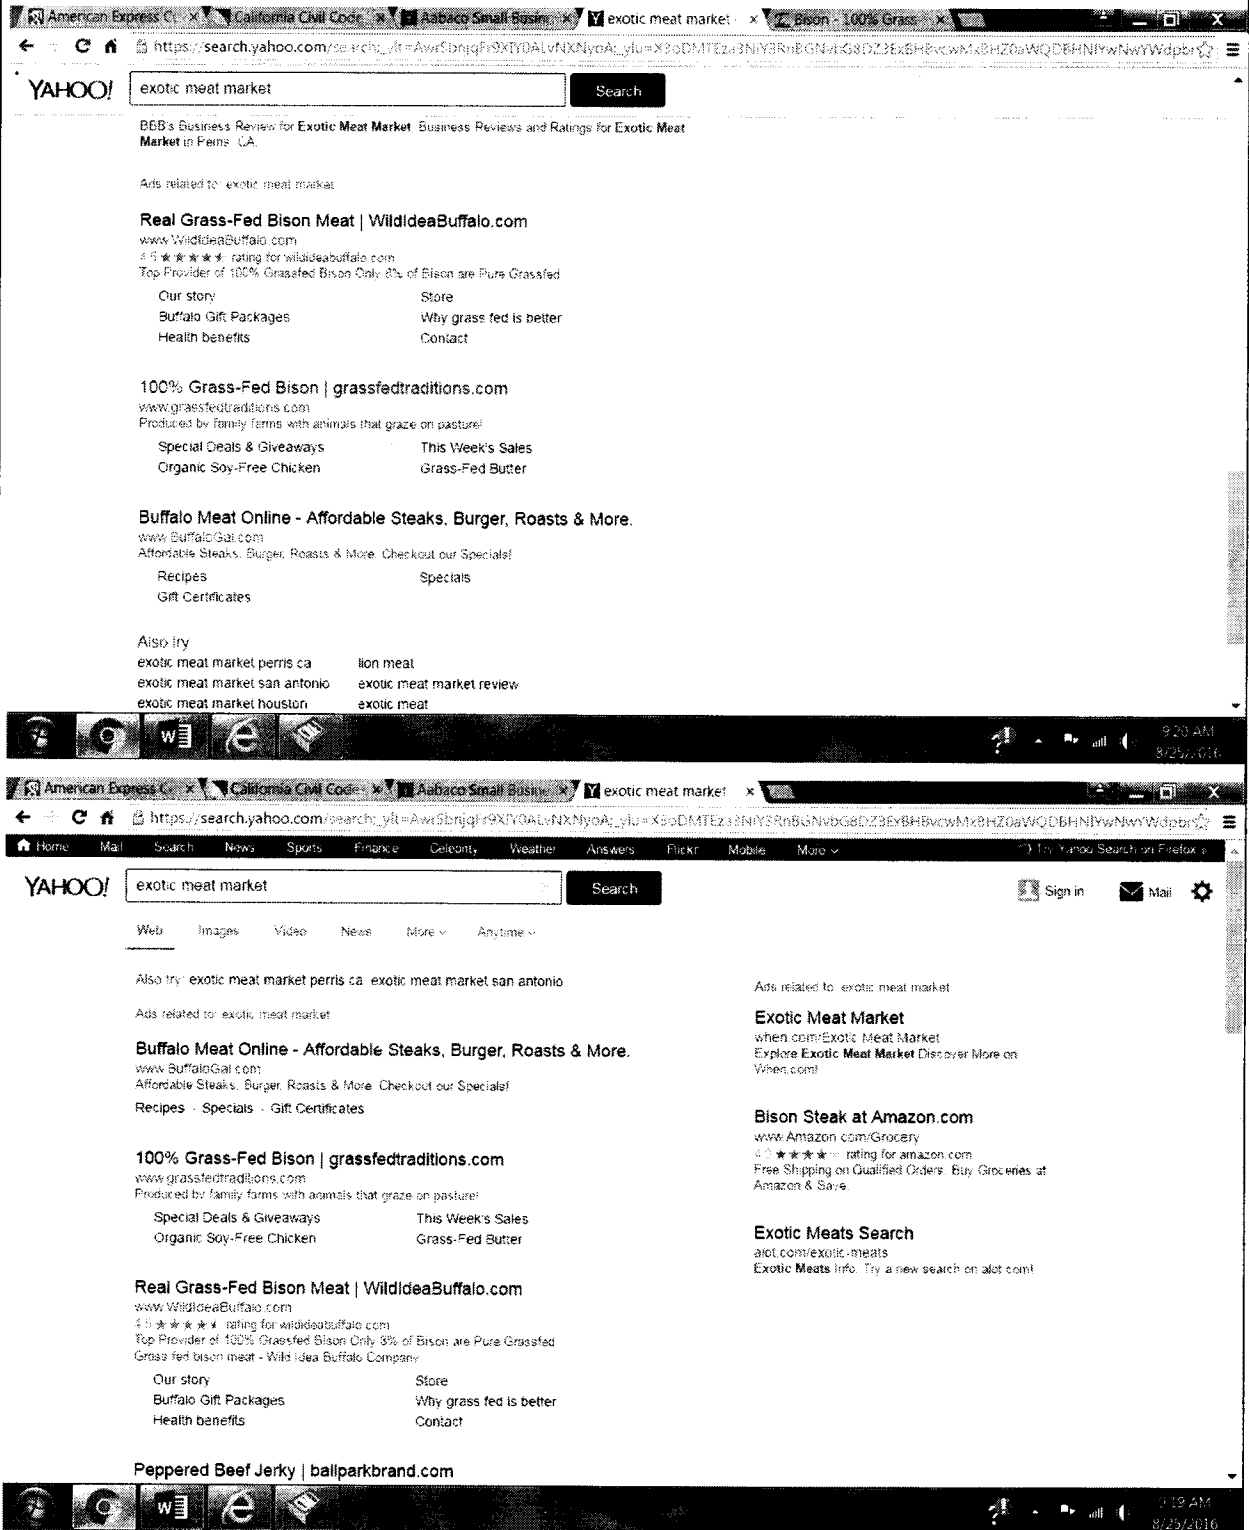 American Express C
California Civil Code
Aabaco Small Busine
exotic meat market
Bison - 100% Grass
https://search.yahoo.com/search;_ylt=
YAHOO!
exotic meat market
Search
BBB's Business Review for Exotic Meat Market, Business Reviews and Ratings for Exotic Meat
Market in Perris, CA.
Ads related to: exotic meat market
Real Grass-Fed Bison Meat | WildIdeaBuffalo.com
www.WildIdeaBuffalo.com
rating for wildideabuffalo.com
Top Provider of 100% Grassfed Bison Only of Bison are Pure Grassfed
Our story Store
Buffalo Gift Packages Why grass fed is better
Health benefits Contact
100% Grass-Fed Bison | grassfedtraditions.com
www.grassfedtraditions.com
Produced by family farms with animals that graze on pasture!
Special Deals & Giveaways This Week's Sales
Organic Soy-Free Chicken Grass-Fed Butter
Buffalo Meat Online - Affordable Steaks, Burger, Roasts & More.
www.BuffaloGal.com
Affordable Steaks, Burger, Roasts & More. Checkout our Specials!
Recipes Specials
Gift Certificates
Also try
exotic meat market perris ca lion meat
exotic meat market san antonio exotic meat market review
exotic meat market houston exotic meat
9:20 AM
8/25/2016
American Express C
California Civil Code
Aabaco Small Busine
exotic meat market
https://search.yahoo.com/search;_ylt=
Home Mail Search News Sports Finance Celebrity Weather Answers Flickr Mobile More
Try Yahoo Search on Firefox »
YAHOO!
exotic meat market
Search
Sign in Mail
Web Images Video News More Anytime
Also try: exotic meat market perris ca, exotic meat market san antonio
Ads related to: exotic meat market
Buffalo Meat Online - Affordable Steaks, Burger, Roasts & More.
www.BuffaloGal.com
Affordable Steaks, Burger, Roasts & More. Checkout our Specials!
Recipes · Specials · Gift Certificates
100% Grass-Fed Bison | grassfedtraditions.com
www.grassfedtraditions.com
Produced by family farms with animals that graze on pasture!
Special Deals & Giveaways This Week's Sales
Organic Soy-Free Chicken Grass-Fed Butter
Real Grass-Fed Bison Meat | WildIdeaBuffalo.com
www.WildIdeaBuffalo.com
rating for wildideabuffalo.com
Top Provider of 100% Grassfed Bison Only of Bison are Pure Grassfed
Grass fed bison meat - Wild Idea Buffalo Company
Our story Store
Buffalo Gift Packages Why grass fed is better
Health benefits Contact
Peppered Beef Jerky | ballparkbrand.com
Ads related to: exotic meat market
Exotic Meat Market
when.com/Exotic Meat Market
Explore Exotic Meat Market Discover More on
When.com!
Bison Steak at Amazon.com
www.Amazon.com/Grocery
rating for amazon.com
Free Shipping on Qualified Orders. Buy Groceries at
Amazon & Save.
Exotic Meats Search
alot.com/exotic-meats
Exotic Meats Info. Try a new search on alot.com!
9:19 AM
8/25/2016